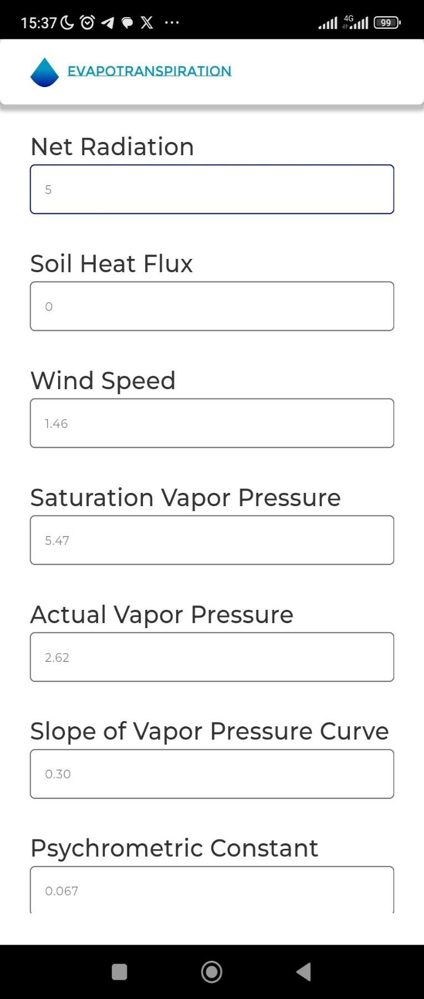 15:37 X ... 4G 99
EVAPOTRANSPIRATION
Net Radiation
5
Soil Heat Flux
0
Wind Speed
1.46
Saturation Vapor Pressure
5.47
Actual Vapor Pressure
2.62
Slope of Vapor Pressure Curve
0.30
Psychrometric Constant
0.067